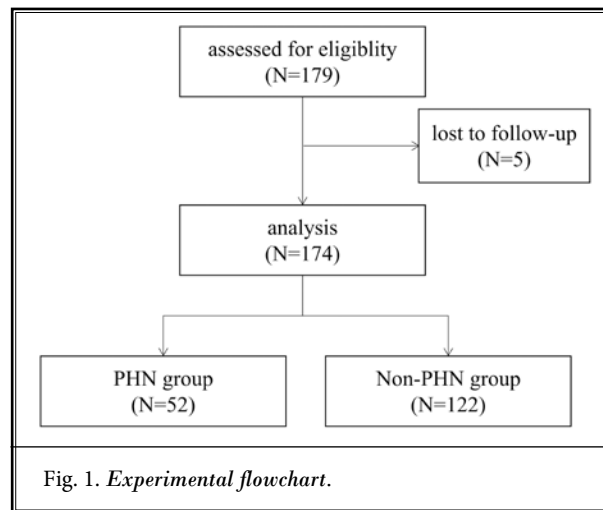 assessed for eligiblity
(N=179)
lost to follow-up
(N=5)
analysis
(N=174)
PHN group
(N=52)
Non-PHN group
(N=122)
Fig. 1. Experimental flowchart.